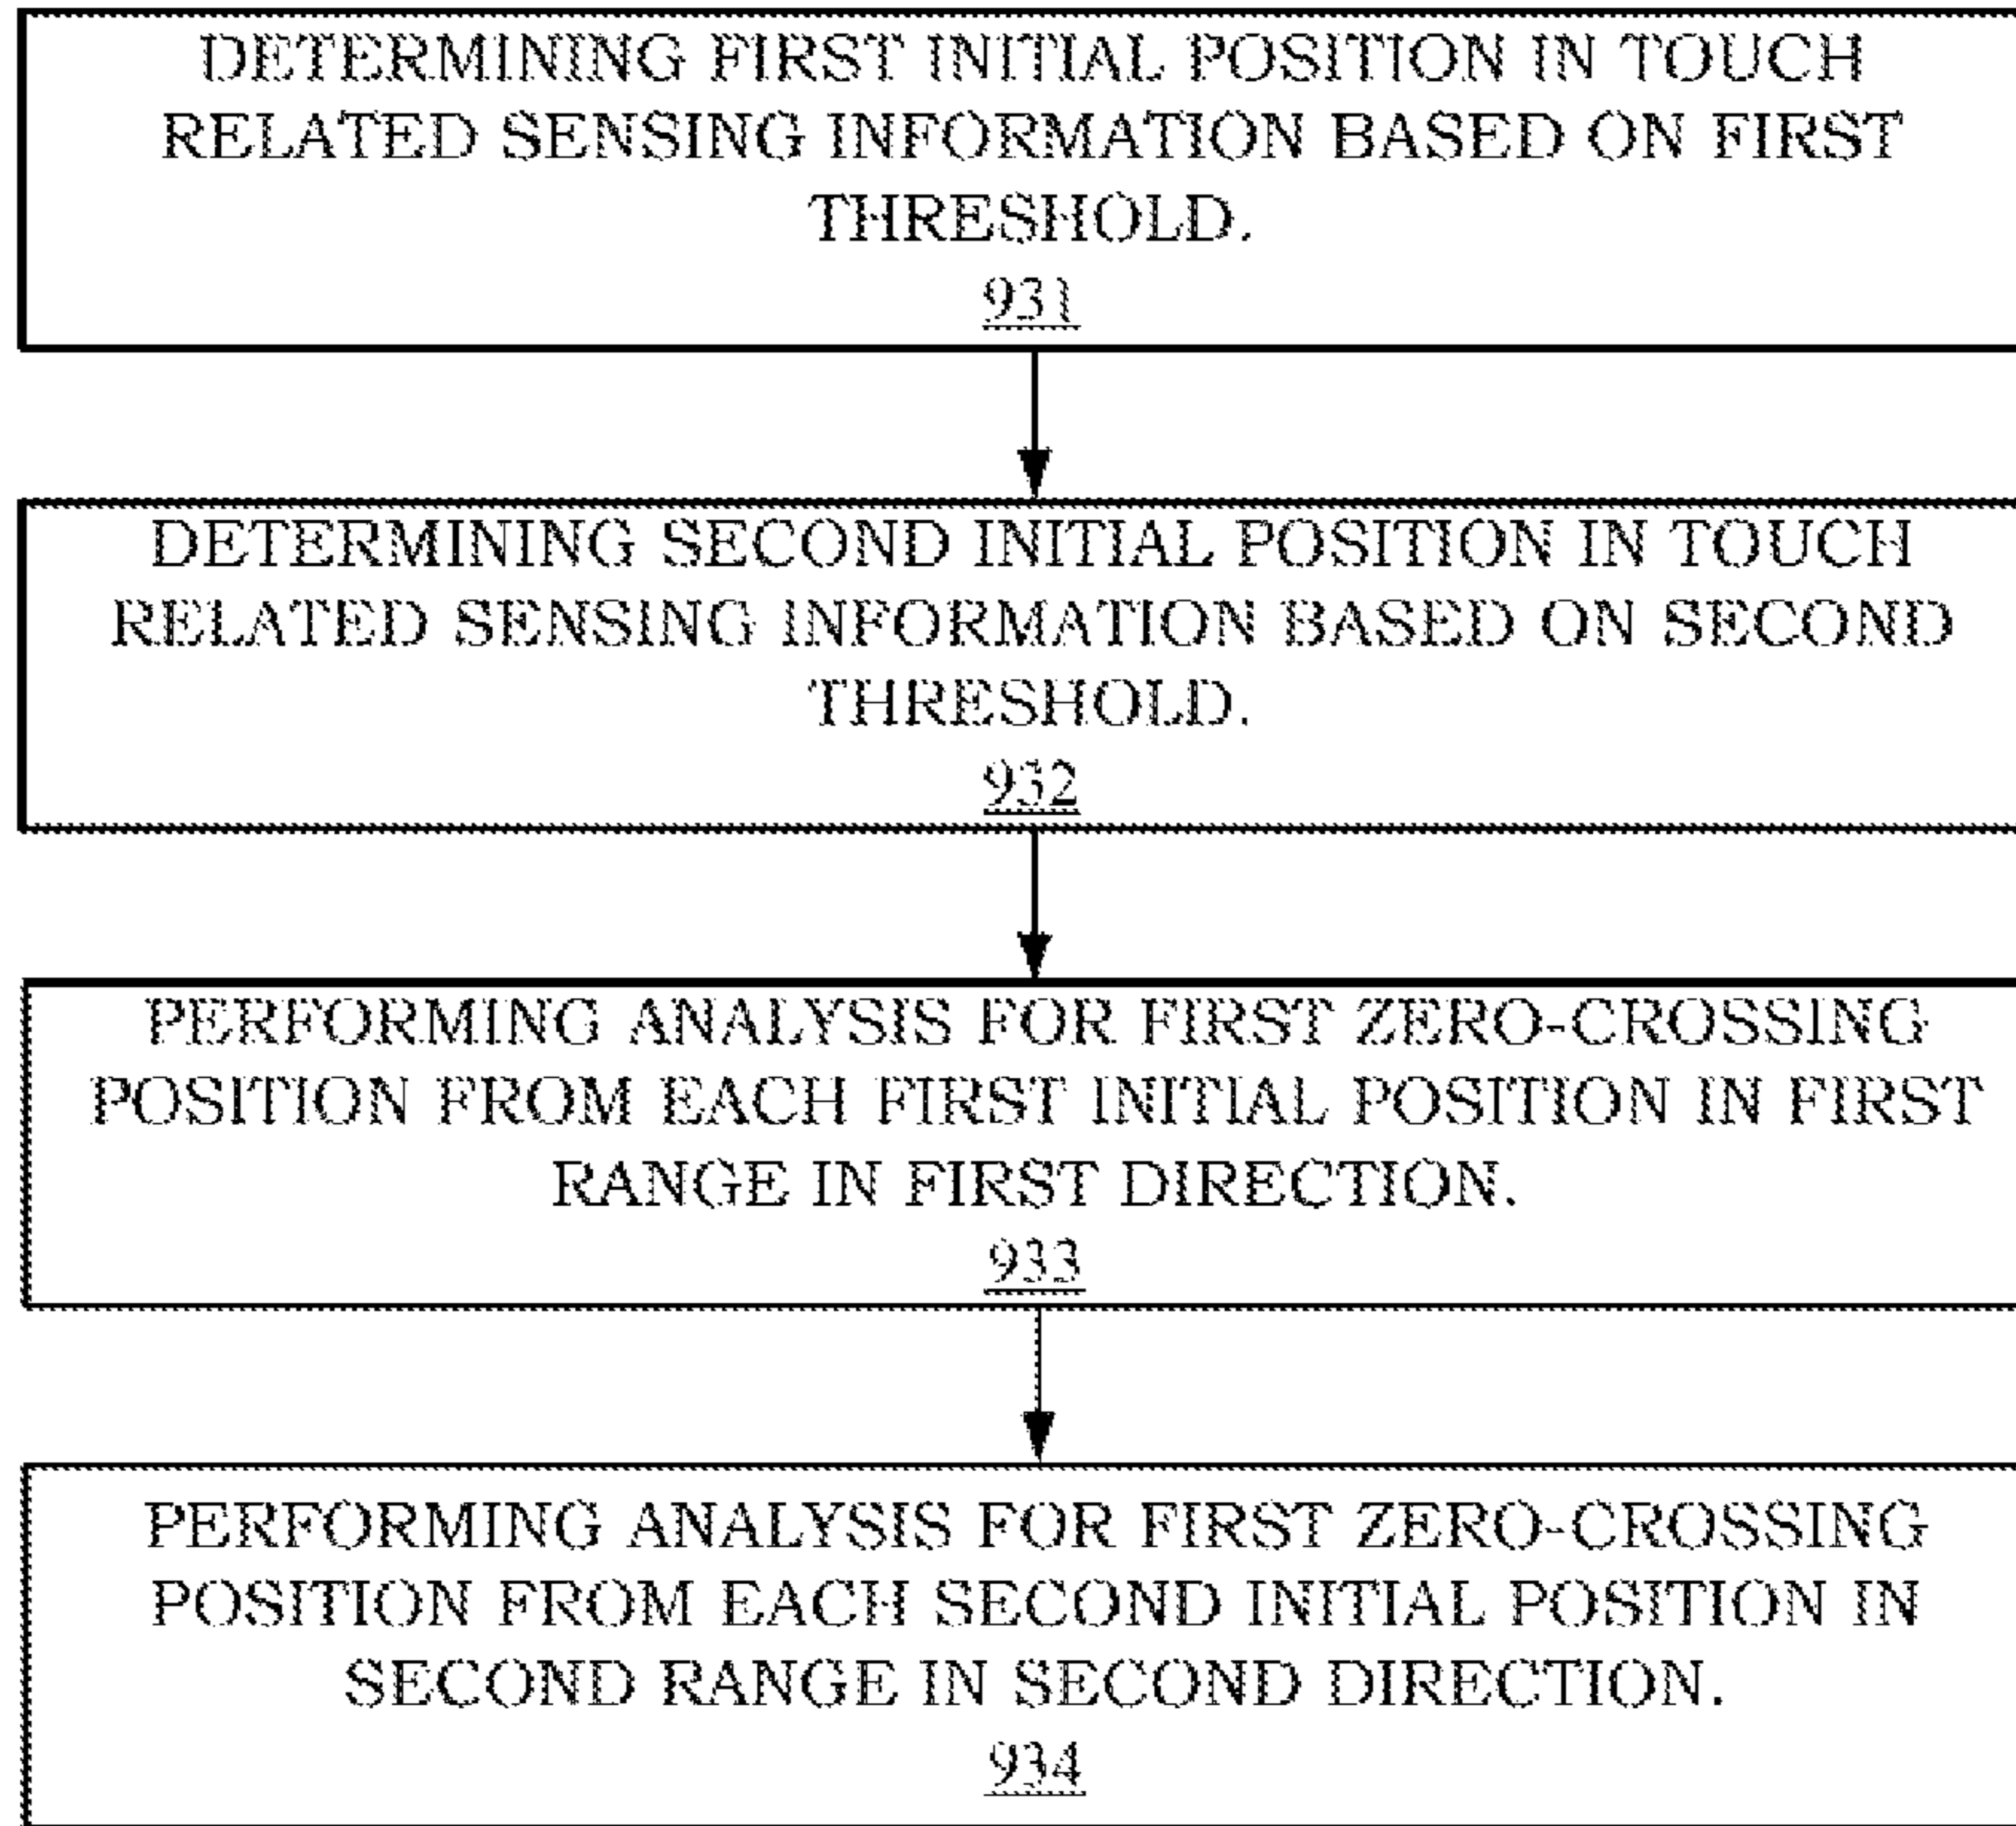 DETERMINING FIRST INITIAL POSITION IN TOUCH
RELATED SENSING INFORMATION BASED ON FIRST
THRESHOLD.
931
DETERMINING SECOND INITIAL POSITION IN TOUCH
RELATED SENSING INFORMATION BASED ON SECOND
THRESHOLD.
932
PERFORMING ANALYSIS FOR FIRST ZERO-CROSSING
POSITION FROM EACH FIRST INITIAL POSITION IN FIRST
RANGE IN FIRST DIRECTION.
933
PERFORMING ANALYSIS FOR FIRST ZERO-CROSSING
POSITION FROM EACH SECOND INITIAL POSITION IN
SECOND RANGE IN SECOND DIRECTION.
934